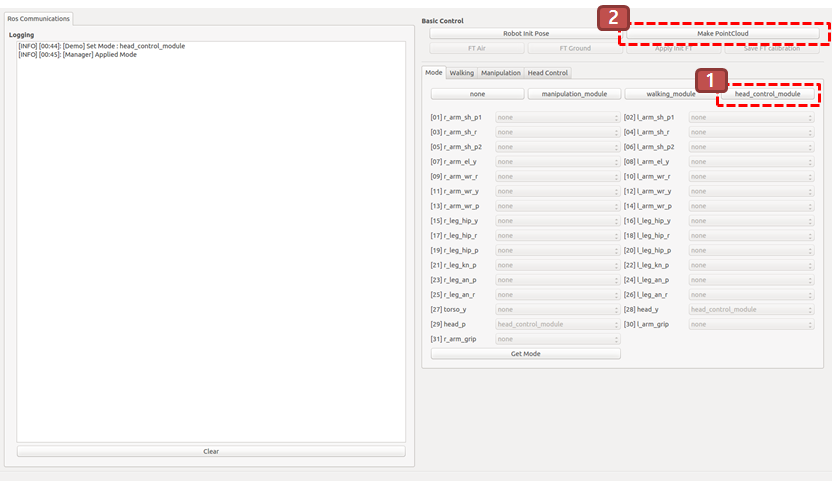 Ros Communications
Logging
[INFO] [00:44]: [Demo] Set Mode : head_control_module
[INFO] [00:45]: [Manager] Applied Mode
Clear
Basic Control
2
Robot Init Pose Make PointCloud
FT Air FT Ground Apply Init FT Save FT calibration
Mode Walking Manipulation Head Control
1
none manipulation_module walking_module head_control_module
[01] r_arm_sh_p1 none [02] l_arm_sh_p1 none
[03] r_arm_sh_r none [04] l_arm_sh_r none
[05] r_arm_sh_p2 none [06] l_arm_sh_p2 none
[07] r_arm_el_y none [08] l_arm_el_y none
[09] r_arm_wr_r none [10] l_arm_wr_r none
[11] r_arm_wr_y none [12] l_arm_wr_y none
[13] r_arm_wr_p none [14] l_arm_wr_p none
[15] r_leg_hip_y none [16] l_leg_hip_y none
[17] r_leg_hip_r none [18] l_leg_hip_r none
[19] r_leg_hip_p none [20] l_leg_hip_p none
[21] r_leg_kn_p none [22] l_leg_kn_p none
[23] r_leg_an_p none [24] l_leg_an_p none
[25] r_leg_an_r none [26] l_leg_an_r none
[27] torso_y none [28] head_y head_control_module
[29] head_p head_control_module [30] l_arm_grip none
[31] r_arm_grip none
Get Mode